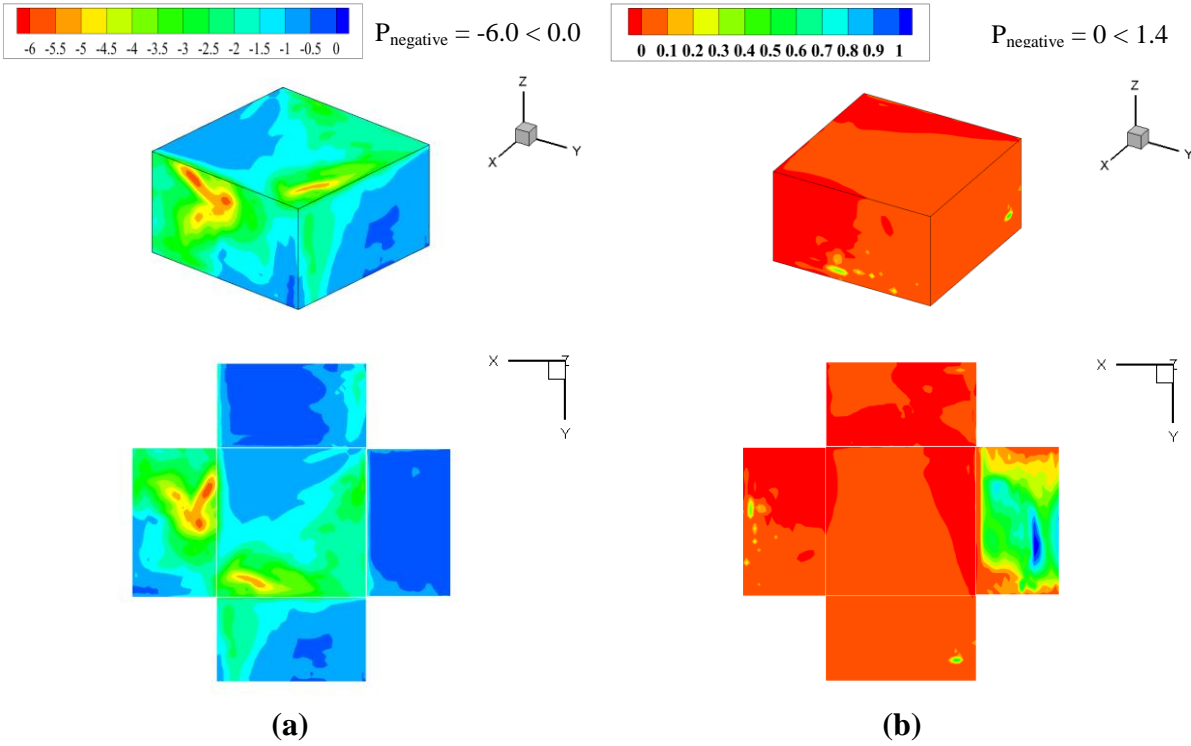 -6 -5.5 -5 -4.5 -4 -3.5 -3 -2.5 -2 -1.5 -1 -0.5 0
Pnegative = -6.0 < 0.0
0 0.1 0.2 0.3 0.4 0.5 0.6 0.7 0.8 0.9 1
Pnegative = 0 < 1.4
Z
X
Y
Z
X
Y
X
Z
Y
X
Z
Y
(a)
(b)